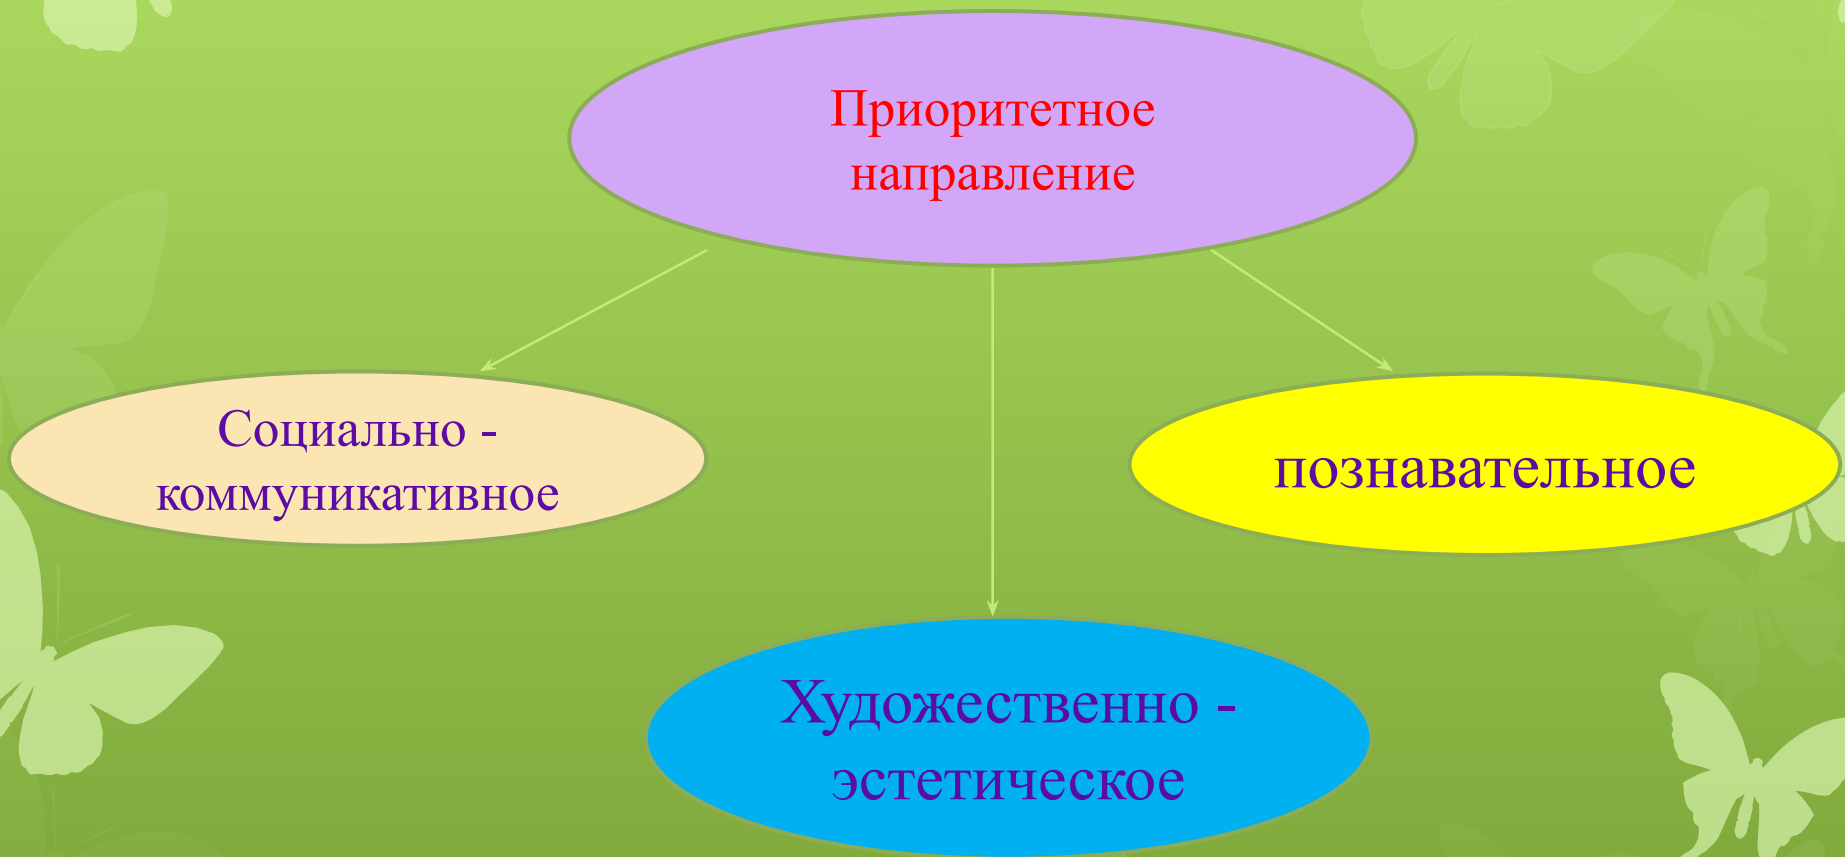 Приоритетное
направление
Социально -
коммуникативное
познавательное
Художественно -
эстетическое